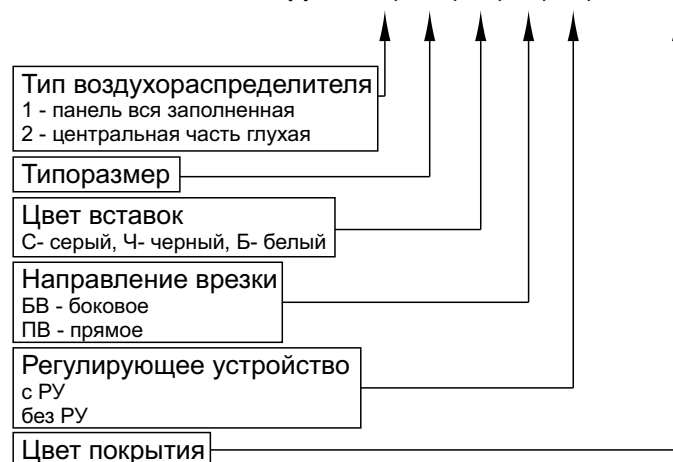 Тип воздухораспределителя
1 - панель вся заполненная
2 - центральная часть глухая
Типоразмер
Цвет вставок
С- серый, Ч- черный, Б- белый
Направление врезки
БВ - боковое
ПВ - прямое
Регулирующее устройство
с РУ
без РУ
Цвет покрытия